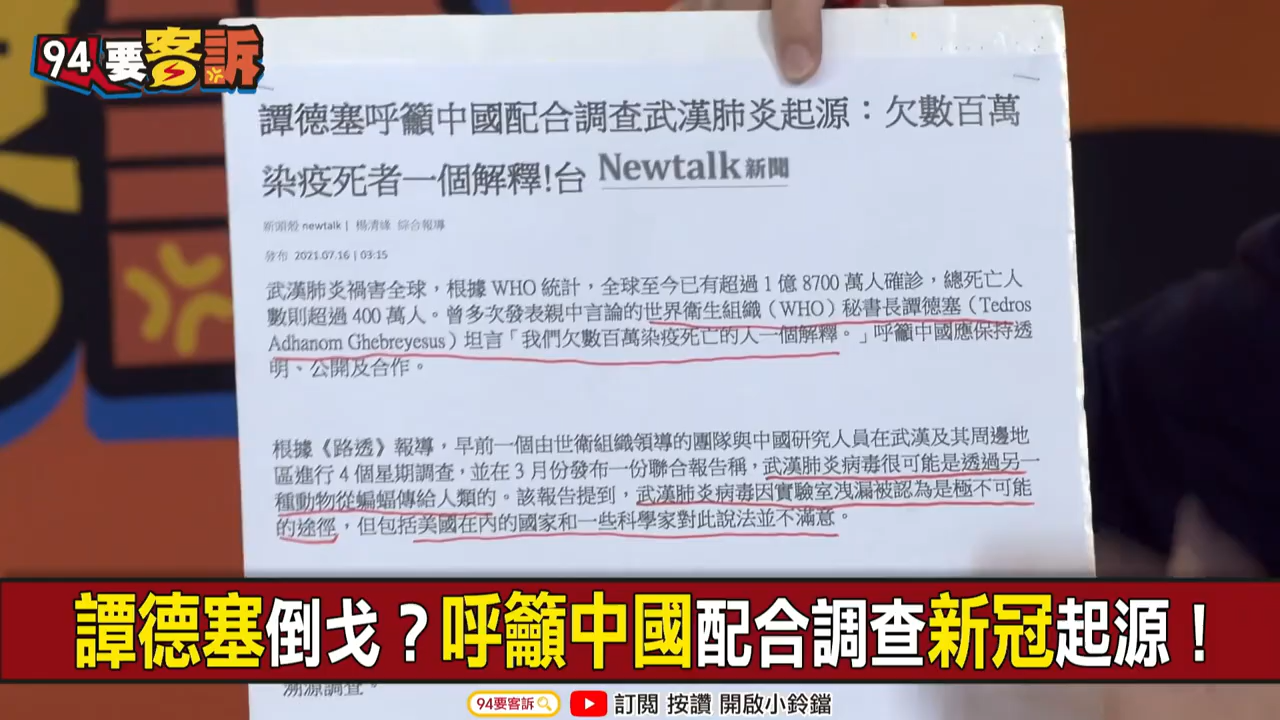 94要客訴
譚德塞呼籲中國配合調查武漢肺炎起源：欠數百萬
染疫死者一個解釋!台 Newtalk新聞
新頭殼 newtalk | 楊清緣 綜合報導
發布 2021.07.16 | 03:15
武漢肺炎禍害全球，根據 WHO 統計，全球至今已有超過 1 億 8700 萬人確診，總死亡人
數則超過 400 萬人。曾多次發表親中言論的世界衛生組織（WHO）秘書長譚德塞（Tedros
Adhanom Ghebreyesus）坦言「我們欠數百萬染疫死亡的人一個解釋。」呼籲中國應保持透
明、公開及合作。
根據《路透》報導，早前一個由世衛組織領導的團隊與中國研究人員在武漢及其周邊地
區進行 4 個星期調查，並在 3 月份發布一份聯合報告稱，武漢肺炎病毒很可能是透過另一
種動物從蝙蝠傳給人類的。該報告提到，武漢肺炎病毒因實驗室洩漏被認為是極不可能
的途徑，但包括美國在內的國家和一些科學家對此說法並不滿意。
譚德塞倒戈？呼籲中國配合調查新冠起源！
溯源調查。
94要客訴 訂閱 按讚 開啟小鈴鐺